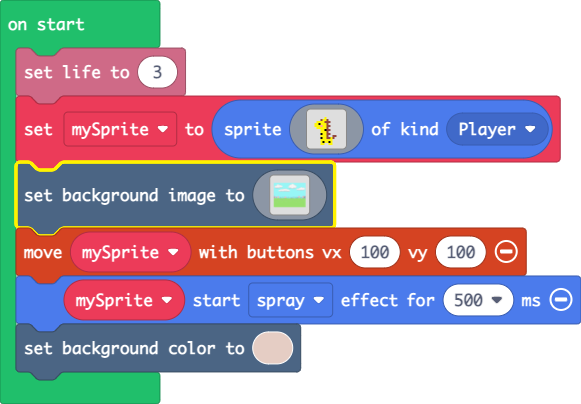 on start
set life to 3
set mySprite to sprite of kind Player
set background image to
move mySprite with buttons vx 100 vy 100
mySprite start spray effect for 500 ms
set background color to